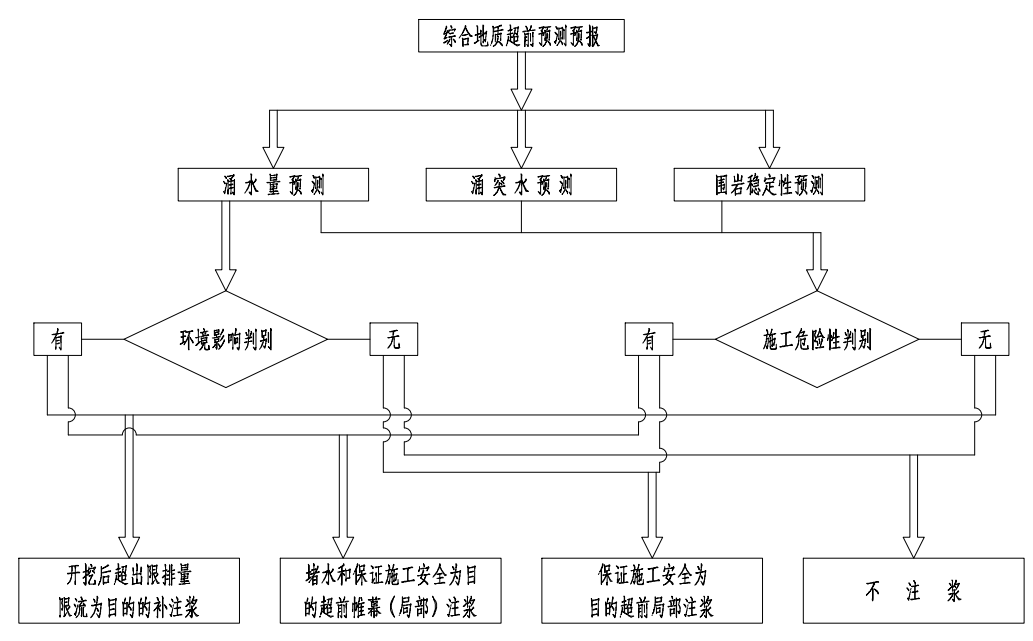 综合地质超前预测预报
涌水量预测
涌突水预测
围岩稳定性预测
有
环境影响判别
无
有
施工危险性判别
无
开挖后超出限排量
限流为目的的补注浆
堵水和保证施工安全为目
的超前帷幕（局部）注浆
保证施工安全为
目的超前局部注浆
不注浆